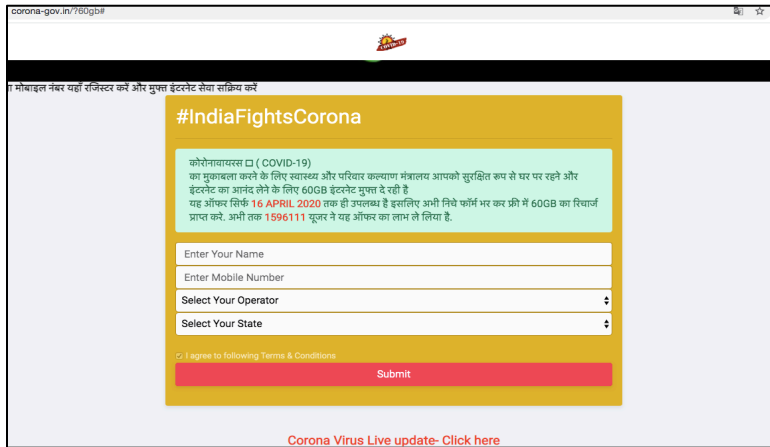 corona-gov.in/?60gb#
COVID-19
मोबाइल नंबर यहाँ रजिस्टर करें और मुफ्त इंटरनेट सेवा सक्रिय करें
#IndiaFightsCorona
कोरोनावायरस □ ( COVID-19)
का मुकाबला करने के लिए स्वास्थ्य और परिवार कल्याण मंत्रालय आपको सुरक्षित रूप से घर पर रहने और
इंटरनेट का आनंद लेने के लिए 60GB इंटरनेट मुफ्त दे रही है
यह ऑफर सिर्फ 16 APRIL 2020 तक ही उपलब्ध है इसलिए अभी निचे फॉर्म भर कर फ्री में 60GB का रिचार्ज
प्राप्त करे. अभी तक 1596111 यूजर ने यह ऑफर का लाभ ले लिया है.
Enter Your Name
Enter Mobile Number
Select Your Operator
Select Your State
I agree to following Terms & Conditions
Submit
Corona Virus Live update- Click here